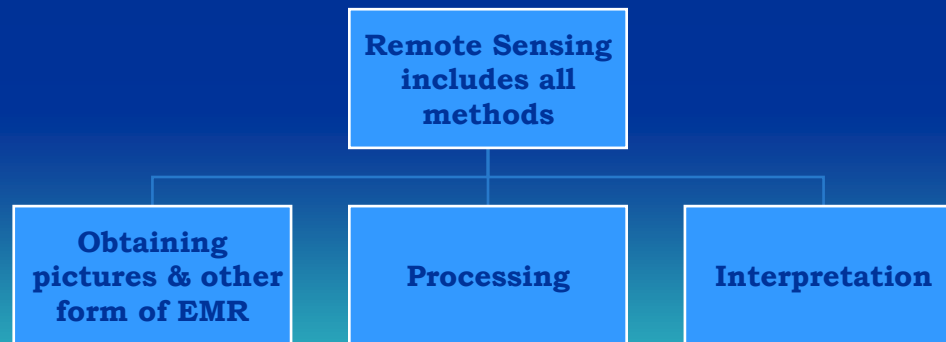 Remote Sensing
includes all
methods
Obtaining
pictures & other
form of EMR
Processing
Interpretation